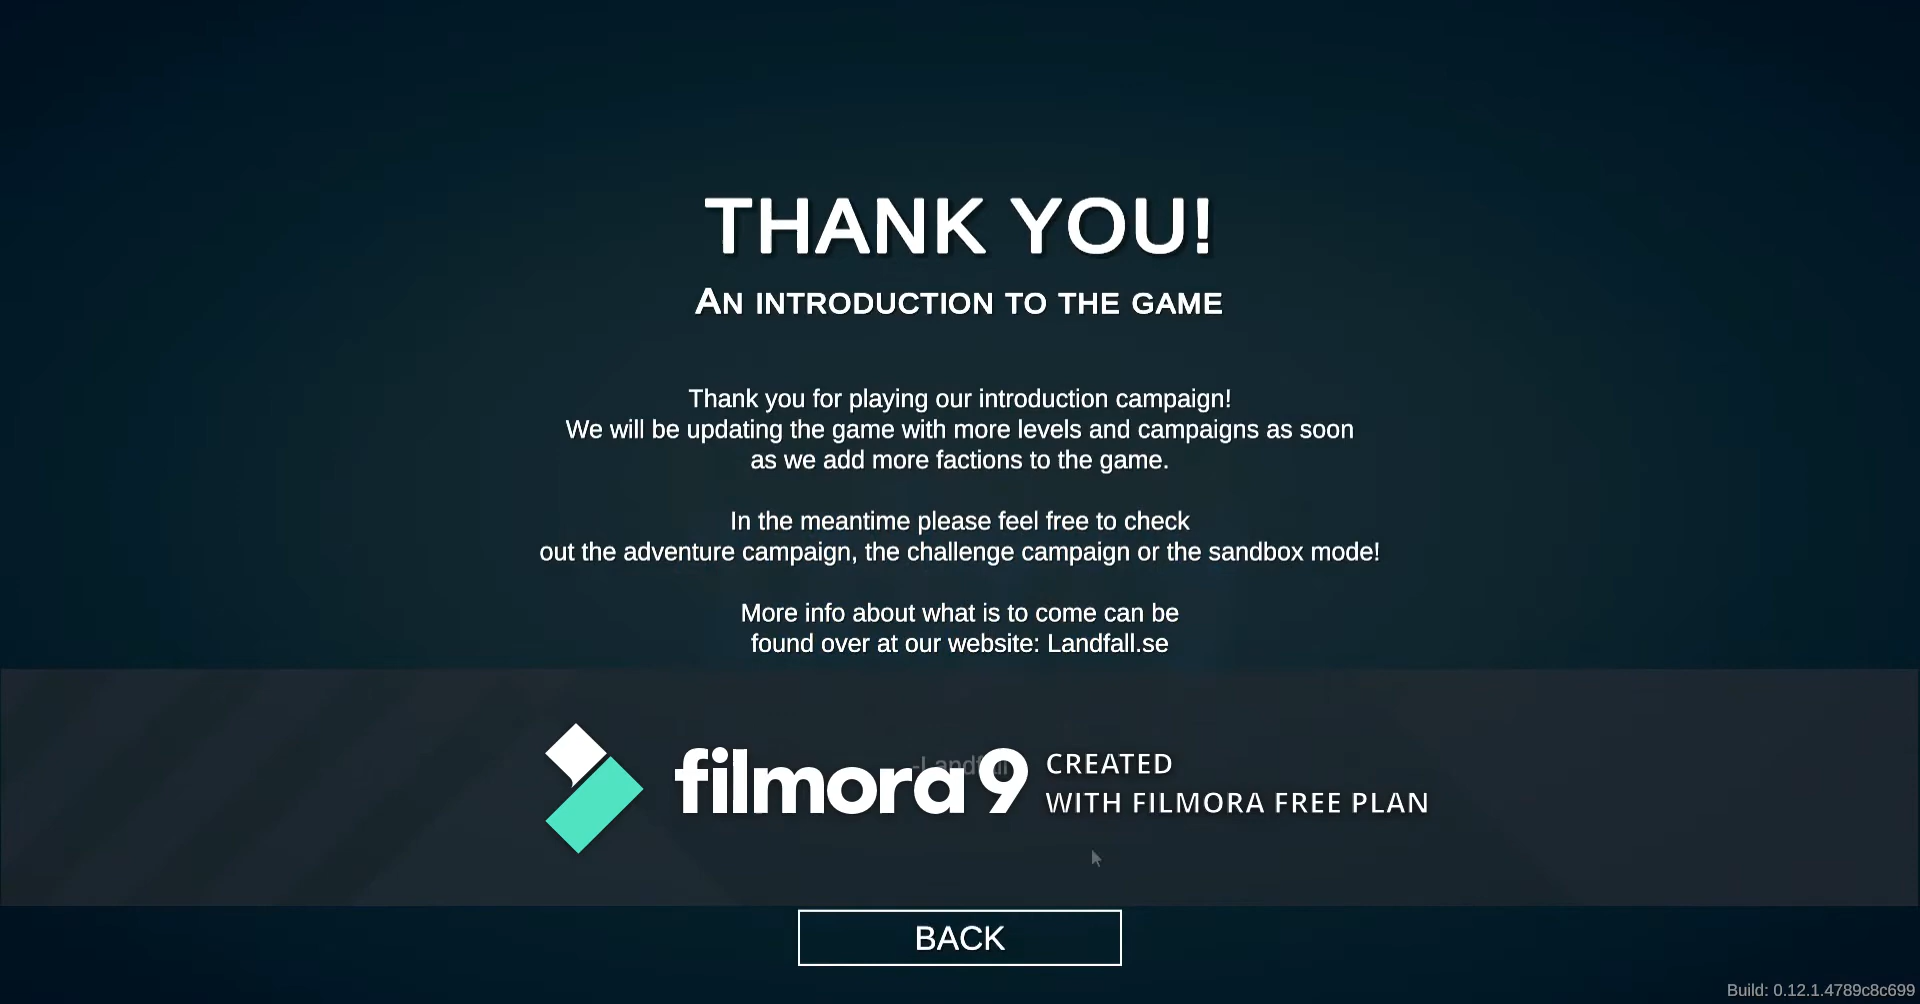 THANK YOU!
AN INTRODUCTION TO THE GAME
Thank you for playing our introduction campaign!
We will be updating the game with more levels and campaigns as soon
as we add more factions to the game.
In the meantime please feel free to check
out the adventure campaign, the challenge campaign or the sandbox mode!
More info about what is to come can be
found over at our website: Landfall.se
-Landfall
filmora9
CREATED
WITH FILMORA FREE PLAN
BACK
Build: 0.12.1.4789c8c699